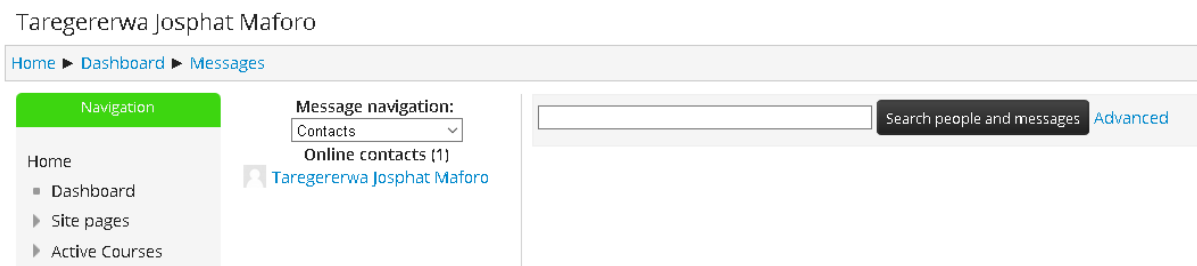 Taregererwa Josphat Maforo
Home ▶ Dashboard ▶ Messages
Navigation
Home
Dashboard
Site pages
Active Courses
Message navigation:
Contacts
Online contacts (1)
Taregererwa Josphat Maforo
Search people and messages Advanced